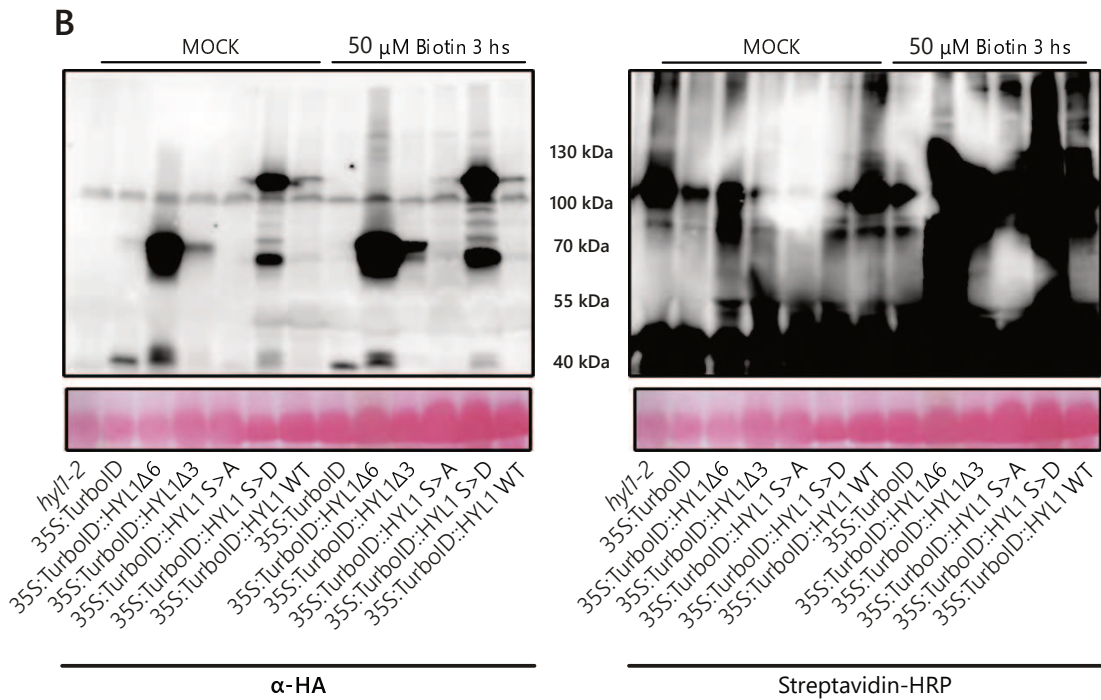 B
MOCK
50 μM Biotin 3 hs
MOCK
50 μM Biotin 3 hs
130 kDa
100 kDa
70 kDa
55 kDa
40 kDa
hyl1-2
35S:TurboID
35S:TurboID::HYL1Δ6
35S:TurboID::HYL1Δ3
35S:TurboID::HYL1 S>A
35S:TurboID::HYL1 S>D
35S:TurboID::HYL1 WT
35S:TurboID
35S:TurboID::HYL1Δ6
35S:TurboID::HYL1Δ3
35S:TurboID::HYL1 S>A
35S:TurboID::HYL1 S>D
35S:TurboID::HYL1 WT
hyl1-2
35S:TurboID
35S:TurboID::HYL1Δ6
35S:TurboID::HYL1Δ3
35S:TurboID::HYL1 S>A
35S:TurboID::HYL1 S>D
35S:TurboID::HYL1 WT
35S:TurboID
35S:TurboID::HYL1Δ6
35S:TurboID::HYL1Δ3
35S:TurboID::HYL1 S>A
35S:TurboID::HYL1 S>D
35S:TurboID::HYL1 WT
α-HA
Streptavidin-HRP